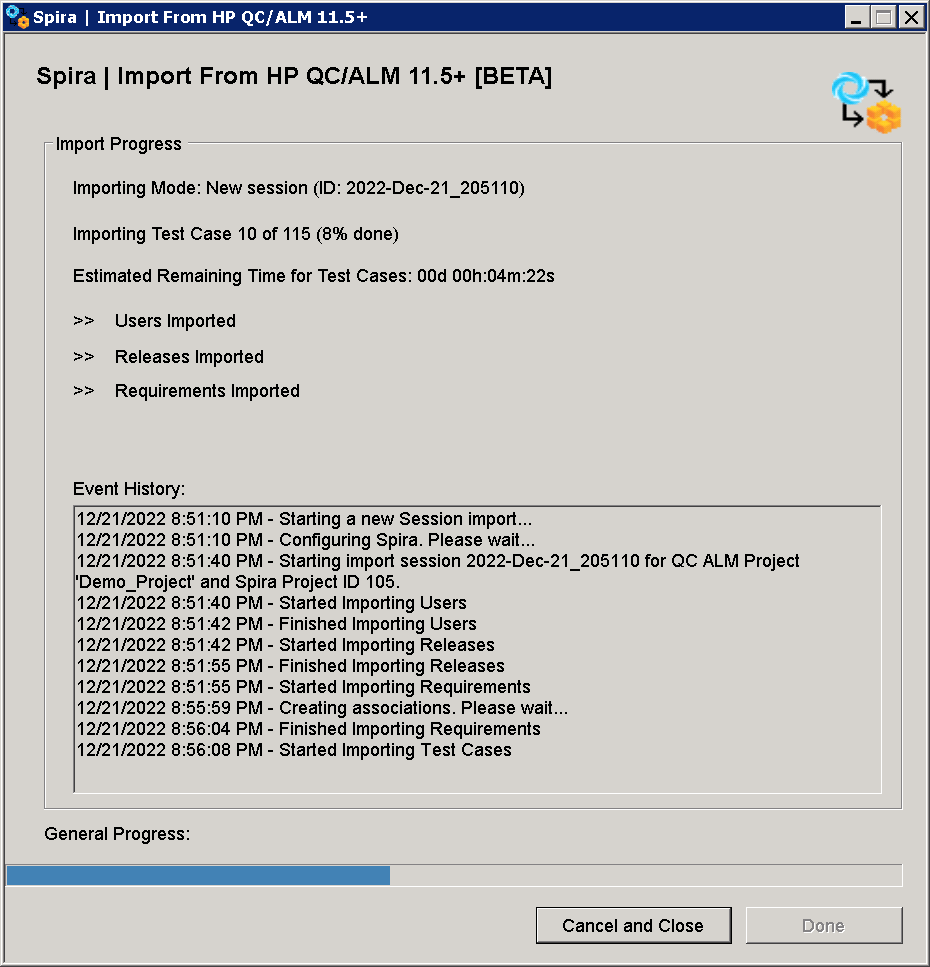 Spira | Import From HP QC/ALM 11.5+
Spira | Import From HP QC/ALM 11.5+ [BETA]
Import Progress
Importing Mode: New session (ID: 2022-Dec-21_205110)
Importing Test Case 10 of 115 (8% done)
Estimated Remaining Time for Test Cases: 00d 00h:04m:22s
>> Users Imported
>> Releases Imported
>> Requirements Imported
Event History:
12/21/2022 8:51:10 PM - Starting a new Session import...
12/21/2022 8:51:10 PM - Configuring Spira. Please wait...
12/21/2022 8:51:40 PM - Starting import session 2022-Dec-21_205110 for QC ALM Project
'Demo_Project' and Spira Project ID 105.
12/21/2022 8:51:40 PM - Started Importing Users
12/21/2022 8:51:42 PM - Finished Importing Users
12/21/2022 8:51:42 PM - Started Importing Releases
12/21/2022 8:51:55 PM - Finished Importing Releases
12/21/2022 8:51:55 PM - Started Importing Requirements
12/21/2022 8:55:59 PM - Creating associations. Please wait...
12/21/2022 8:56:04 PM - Finished Importing Requirements
12/21/2022 8:56:08 PM - Started Importing Test Cases
General Progress:
Cancel and Close
Done